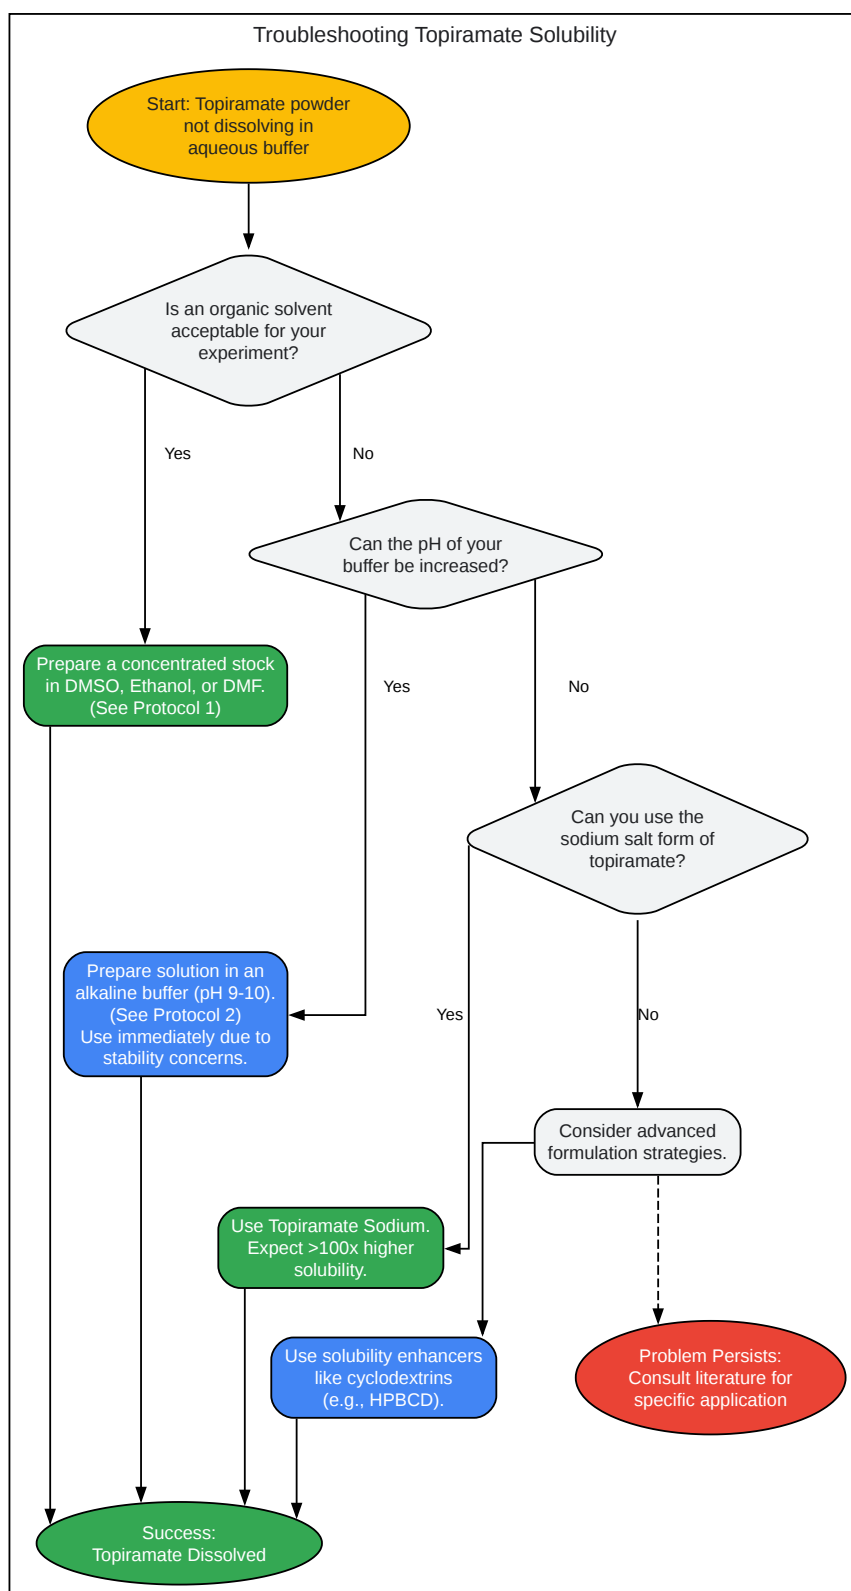 Troubleshooting Topiramate Solubility
Start: Topiramate powder
not dissolving in
aqueous buffer
Is an organic solvent
acceptable for your
experiment?
Yes
No
Can the pH of your
buffer be increased?
Prepare a concentrated stock
in DMSO, Ethanol, or DMF.
(See Protocol 1)
Yes
No
Can you use the
sodium salt form of
topiramate?
Prepare solution in an
alkaline buffer (pH 9-10).
(See Protocol 2)
Use immediately due to
stability concerns.
Yes
No
Consider advanced
formulation strategies.
Use Topiramate Sodium.
Expect >100x higher
solubility.
Use solubility enhancers
like cyclodextrins
(e.g., HPBCD).
Problem Persists:
Consult literature for
specific application
Success:
Topiramate Dissolved